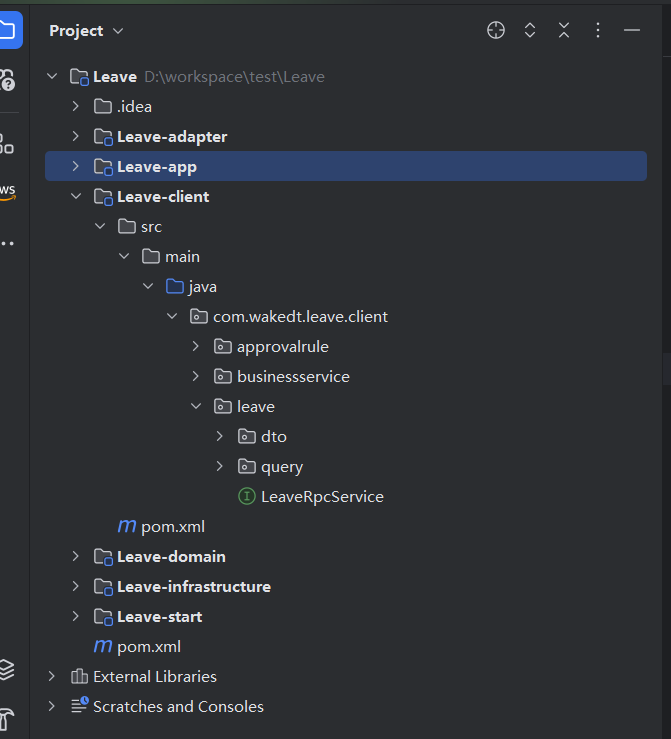 Project
Leave D:\workspace\test\Leave
.idea
Leave-adapter
Leave-app
Leave-client
src
main
java
com.wakedt.leave.client
approvalrule
businessservice
leave
dto
query
I LeaveRpcService
m pom.xml
Leave-domain
Leave-infrastructure
Leave-start
m pom.xml
External Libraries
Scratches and Consoles